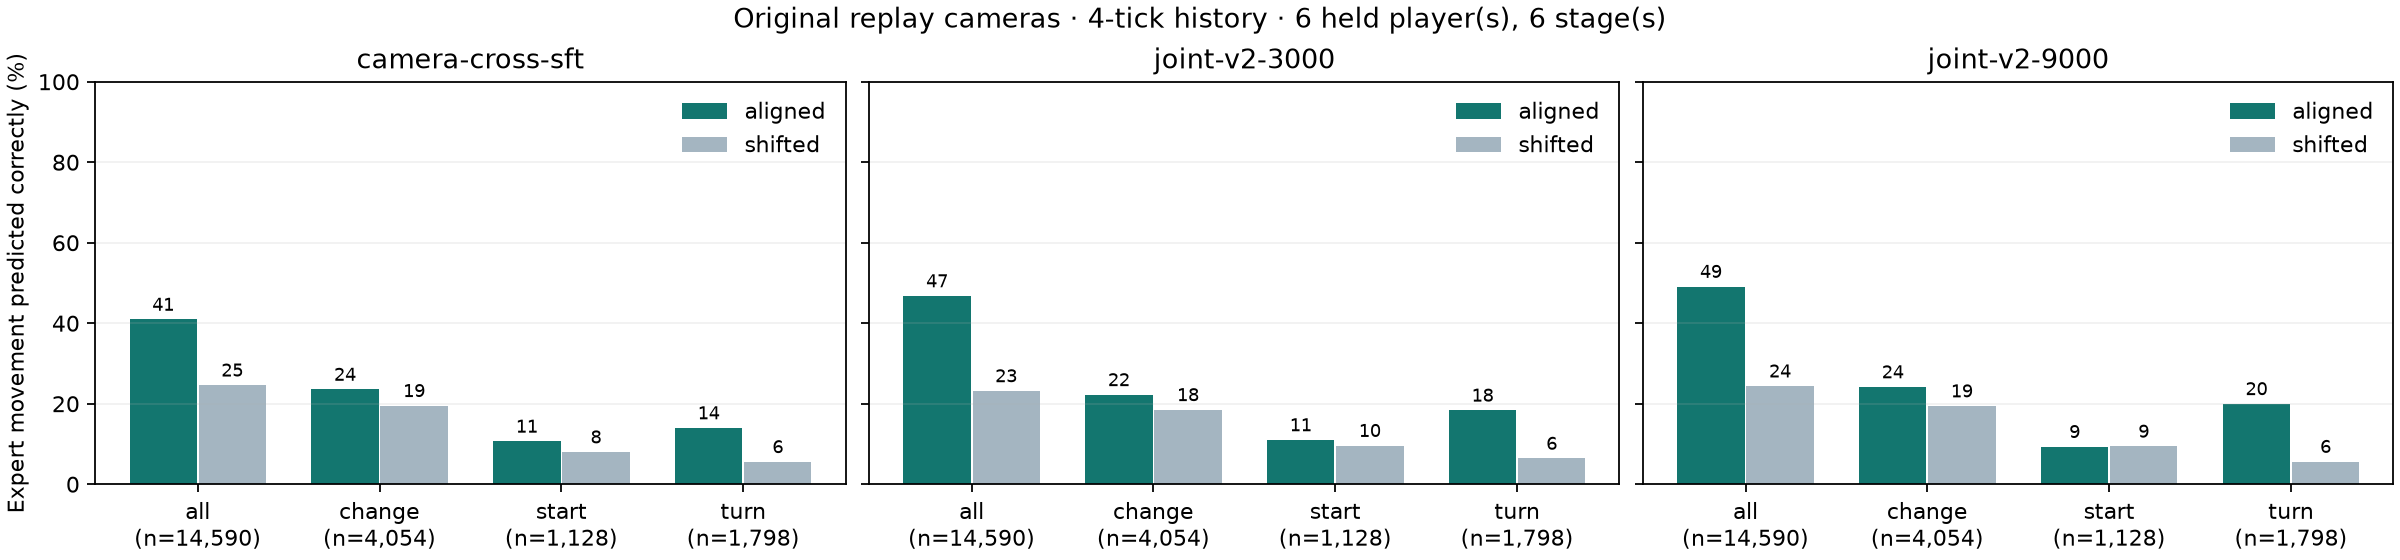 Original replay cameras · 4-tick history · 6 held player(s), 6 stage(s)
Expert movement predicted correctly (%)
camera-cross-sft
100
80
60
40
20
0
aligned
shifted
41
25
24
19
11
8
14
6
all
(n=14,590)
change
(n=4,054)
start
(n=1,128)
turn
(n=1,798)
joint-v2-3000
aligned
shifted
47
23
22
18
11
10
18
6
all
(n=14,590)
change
(n=4,054)
start
(n=1,128)
turn
(n=1,798)
joint-v2-9000
aligned
shifted
49
24
24
19
9
9
20
6
all
(n=14,590)
change
(n=4,054)
start
(n=1,128)
turn
(n=1,798)